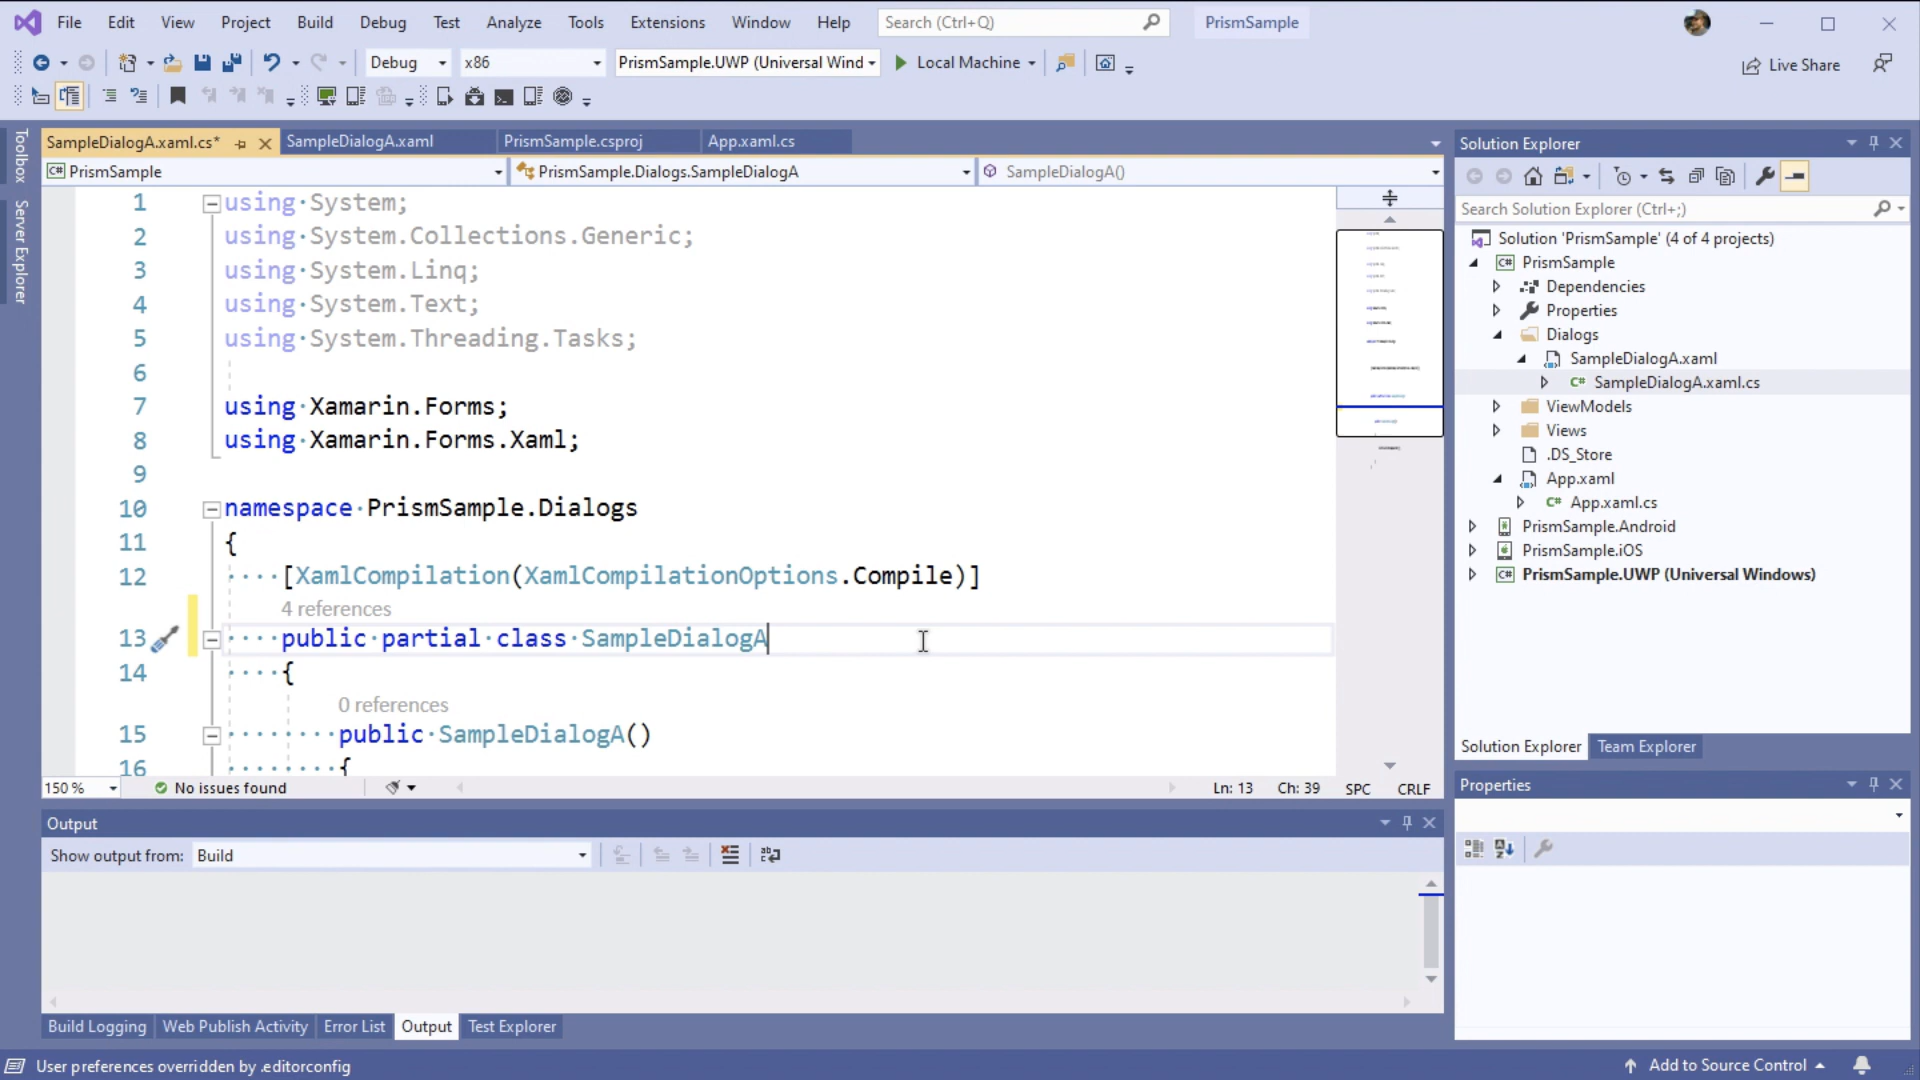 File Edit View Project Build Debug Test Analyze Tools Extensions Window Help Search (Ctrl+Q) PrismSample
Debug x86 PrismSample.UWP (Universal Wind Local Machine Live Share
SampleDialogA.xaml.cs* SampleDialogA.xaml PrismSample.csproj App.xaml.cs
PrismSample PrismSample.Dialogs.SampleDialogA SampleDialogA()
Toolbox
Server Explorer
1 using System;
2 using System.Collections.Generic;
3 using System.Linq;
4 using System.Text;
5 using System.Threading.Tasks;
6
7 using Xamarin.Forms;
8 using Xamarin.Forms.Xaml;
9
10 namespace PrismSample.Dialogs
11 {
12 [XamlCompilation(XamlCompilationOptions.Compile)]
4 references
13 public partial class SampleDialogA
14 {
0 references
15 public SampleDialogA()
16 {
150 % No issues found Ln: 13 Ch: 39 SPC CRLF
Output
Show output from: Build
Build Logging Web Publish Activity Error List Output Test Explorer
Solution Explorer
Search Solution Explorer (Ctrl+;)
Solution 'PrismSample' (4 of 4 projects)
C# PrismSample
Dependencies
Properties
Dialogs
SampleDialogA.xaml
C# SampleDialogA.xaml.cs
ViewModels
Views
.DS_Store
App.xaml
C# App.xaml.cs
PrismSample.Android
PrismSample.iOS
C# PrismSample.UWP (Universal Windows)
Solution Explorer Team Explorer
Properties
User preferences overridden by .editorconfig Add to Source Control